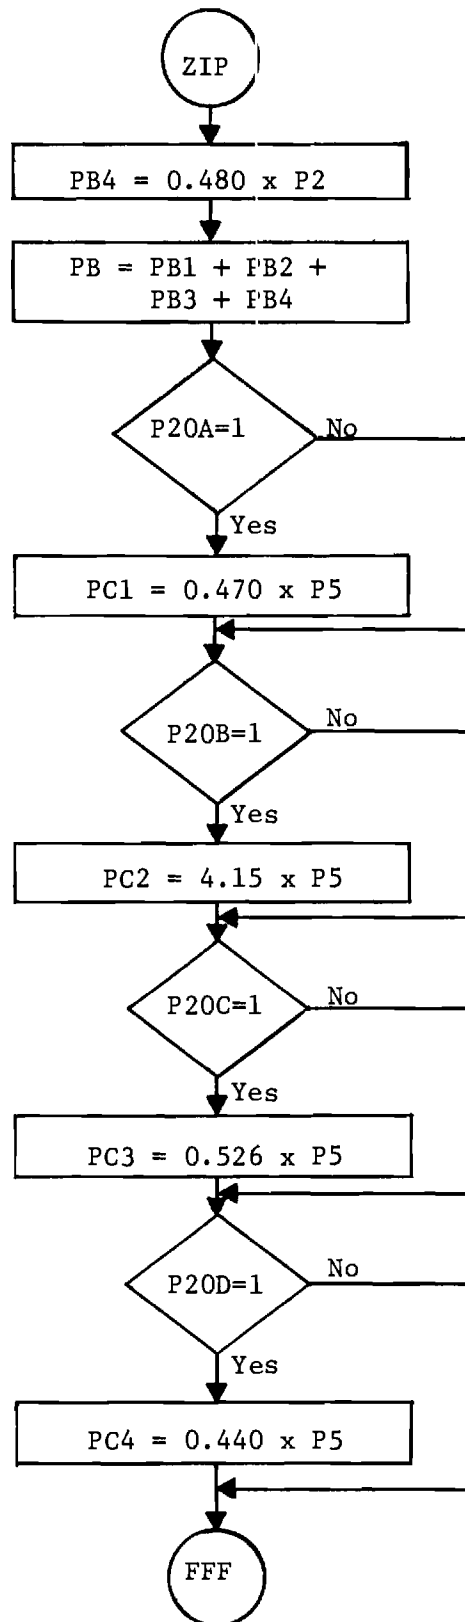 ZIP
PB4 = 0.480 x P2
PB = PB1 + PB2 +
PB3 + PB4
P20A=1
No
Yes
PC1 = 0.470 x P5
P20B=1
No
Yes
PC2 = 4.15 x P5
P20C=1
No
Yes
PC3 = 0.526 x P5
P20D=1
No
Yes
PC4 = 0.440 x P5
FFF